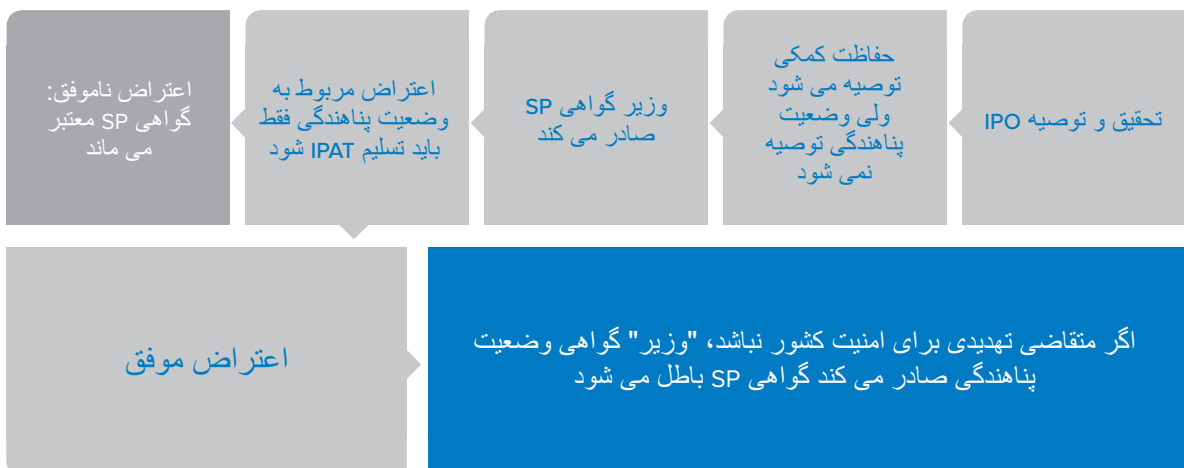 تحقیق و توصیه IPO
حفاظت کمکی
توصیه می شود
ولی وضعیت
پناهندگی توصیه
نمی شود
وزیر گواهی SP
صادر می کند
اعتراض مربوط به
وضعیت پناهندگی فقط
باید تسلیم IPAT شود
اعتراض ناموفق:
گواهی SP معتبر
می ماند
اعتراض موفق
اگر متقاضی تهدیدی برای امنیت کشور نباشد، "وزیر" گواهی وضعیت
پناهندگی صادر می کند گواهی SP باطل می شود